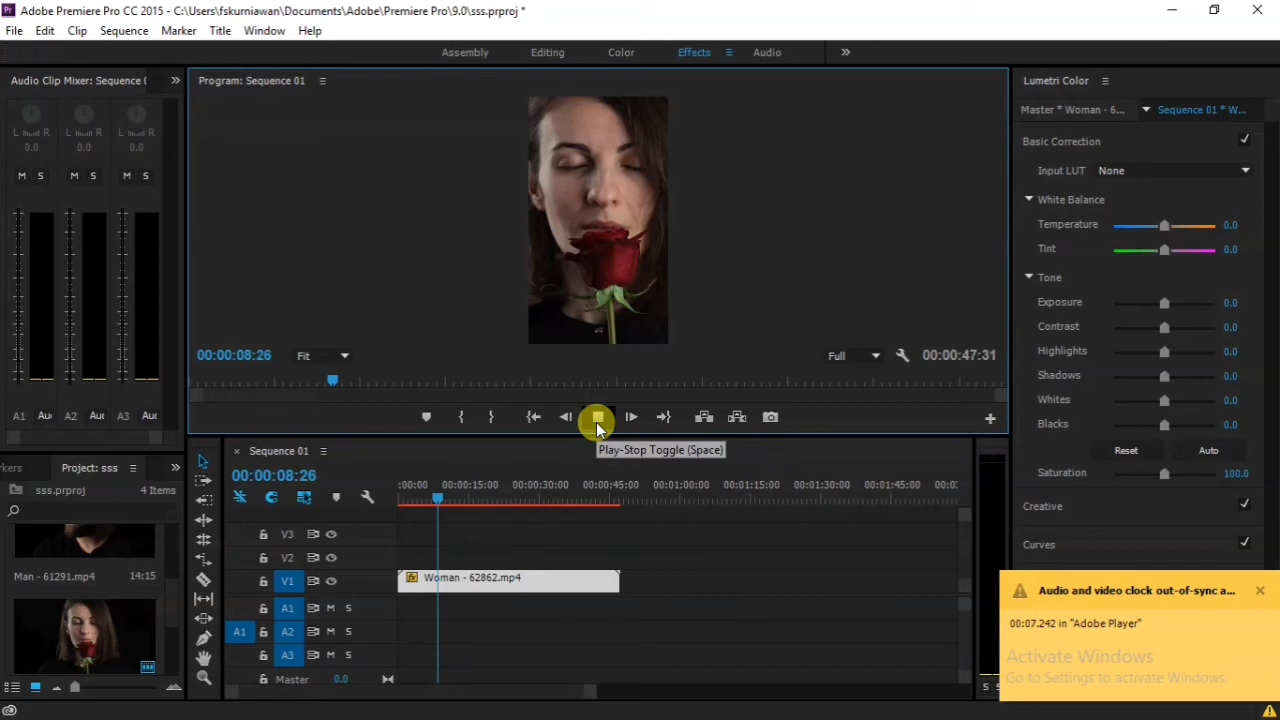 Adobe Premiere Pro CC 2015 - C:\Users\fskurniawan\Documents\Adobe\Premiere Pro\9.0\sss.prproj *
File Edit Clip Sequence Marker Title Window Help
Assembly Editing Color Effects Audio
Audio Clip Mixer: Sequence
Program: Sequence 01
Lumetri Color
Master * Woman - 6... Sequence 01 * W...
Basic Correction
L R L R L R
0.0 0.0 0.0
Input LUT None
M S M S M S
White Balance
Temperature 0.0
Tint 0.0
Tone
Exposure 0.0
Contrast 0.0
Highlights 0.0
Shadows 0.0
Whites 0.0
Blacks 0.0
Reset Auto
Saturation 100.0
Creative
Curves
00:00:08:26 Fit Full 00:00:47:31
A1 Au A2 Au A3 Au
Play-Stop Toggle (Space)
rkers Project: sss
sss.prproj 4 Items
Man - 61291.mp4 14:15
× Sequence 01
00:00:08:26
:00:00 00:00:15:00 00:00:30:00 00:00:45:00 00:01:00:00 00:01:15:00 00:01:30:00 00:01:45:00 00:0
V3
V2
V1 Woman - 62862.mp4
A1 M S
A1 A2 M S
A3 M S
Master 0.0
S S
Audio and video clock out-of-sync a...
00:07.242 in "Adobe Player"
Activate Windows
Go to Settings to activate Windows.